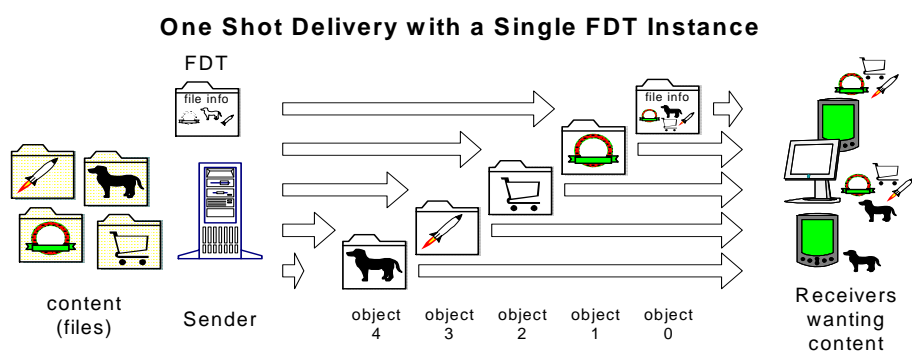 One Shot Delivery with a Single FDT Instance
FDT
file info
file info
content
(files)
Sender
object
4
object
3
object
2
object
1
object
0
Receivers
wanting
content